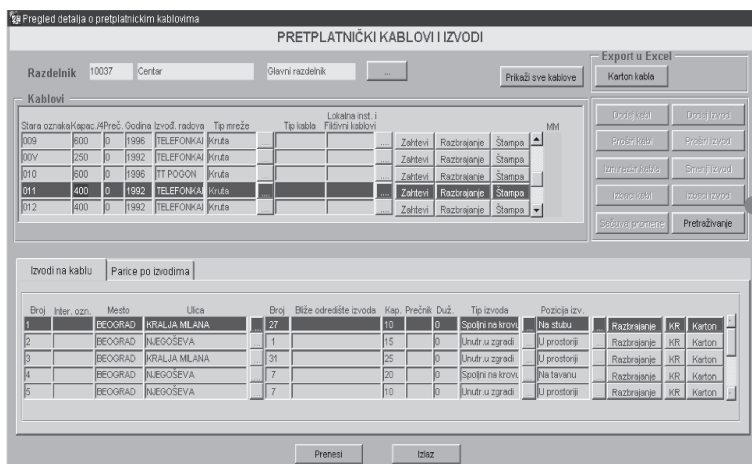 Pregled detalja o pretplatnickim kablovima
PRETPLATNIČKI KABLOVI I IZVODI
Razdelnik 10037 Centar Glavni razdelnik ... Prikaži sve kablove
Export u Excel
Karton kabla
Kablovi
Stara oznaka Kapac. Preč. Godina Izvođ. radova Tip mreže Tip kabla Lokalna inst. i Fiktivni kablovi MM
009 600 0 1996 TELEFONKAI Kruta ... .... Zahtevi Razbrajanje Štampa
00Y 250 0 1992 TELEFONKAI Kruta ... .... Zahtevi Razbrajanje Štampa
010 600 0 1996 TT POGON Kruta ... .... Zahtevi Razbrajanje Štampa
011 400 0 1992 TELEFONKAI Kruta ... .... Zahtevi Razbrajanje Štampa
012 400 0 1992 TELEFONKAI Kruta ... .... Zahtevi Razbrajanje Štampa
Dodaj kabl Dodaj izvod
Proširi kabl Proširi izvod
Smanji izvod
Izbaci kabl Izbaci izvod
Sačuvaj promene Pretraživanje
Izvodi na kablu Parice po izvodima
Broj Inter. ozn. Mesto Ulica Broj Bliže odredište izvoda Kap. Prečnik Duž. Tip izvoda Pozicija izv.
1 BEOGRAD KRALJA MILANA ... 27 10 0 Spoljni na krovu ... Na stubu ... Razbrajanje KR Karton
2 BEOGRAD NJEGOŠEVA ... 1 15 0 Unutr.u zgradi ... U prostoriji ... Razbrajanje KR Karton
3 BEOGRAD KRALJA MILANA ... 31 25 0 Unutr.u zgradi ... U prostoriji ... Razbrajanje KR Karton
4 BEOGRAD NJEGOŠEVA ... 7 20 0 Spoljni na krovu ... Na tavanu ... Razbrajanje KR Karton
5 BEOGRAD NJEGOŠEVA ... 7 10 0 Unutr.u zgradi ... U prostoriji ... Razbrajanje KR Karton
Prenesi Izlaz